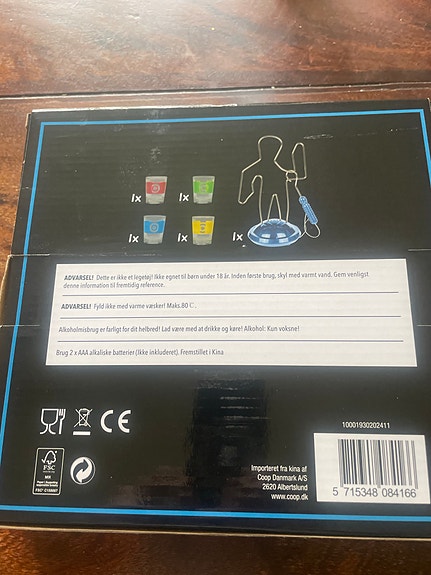 1x
1x
1x
1x
1x
ADVARSEL! Dette er ikke et legetøj! Ikke egnet til børn under 18 år. Inden første brug, skyl med varmt vand. Gem venligst
denne information til fremtidig reference.
ADVARSEL! Fyld ikke med varme væsker! Maks.80 C.
Alkoholmisbrug er farligt for dit helbred! Lad være med at drikke og køre! Alkohol: Kun voksne!
Brug 2 x AAA alkaliske batterier (Ikke inkluderet). Fremstillet i Kina
CE
10001930202411
FSC
MIX
Importeret fra kina af
Coop Danmark A/S
2620 Albertslund
www.coop.dk
5 715348 084166